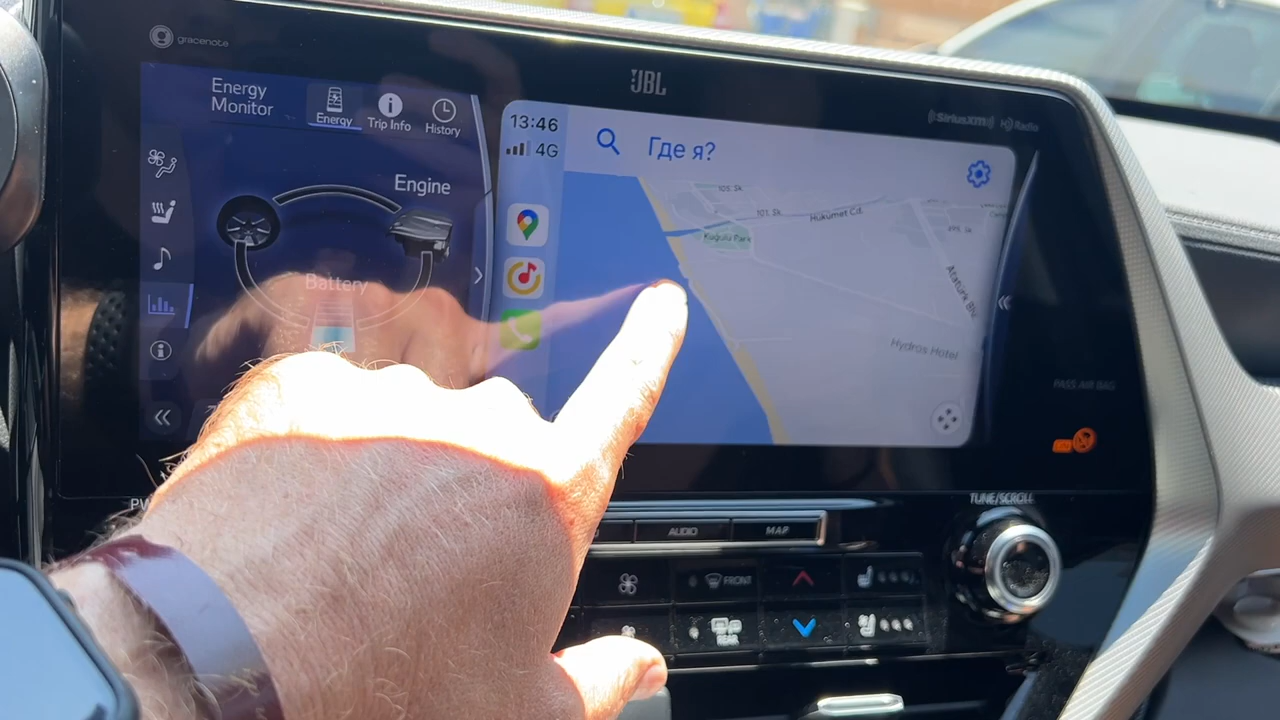 gracenote
JBL
((SiriusXM)) HD Radio
Energy
Monitor
Energy
Trip Info
History
Engine
Battery
13:46
4G
Где я?
105. Sk.
101. Sk.
Hükümet Cd.
Kuğulu Park
Atatürk Blv.
Hydros Hotel
PASS AIR BAG
TUNE/SCROLL
AUDIO
MAP
FRONT
REAR